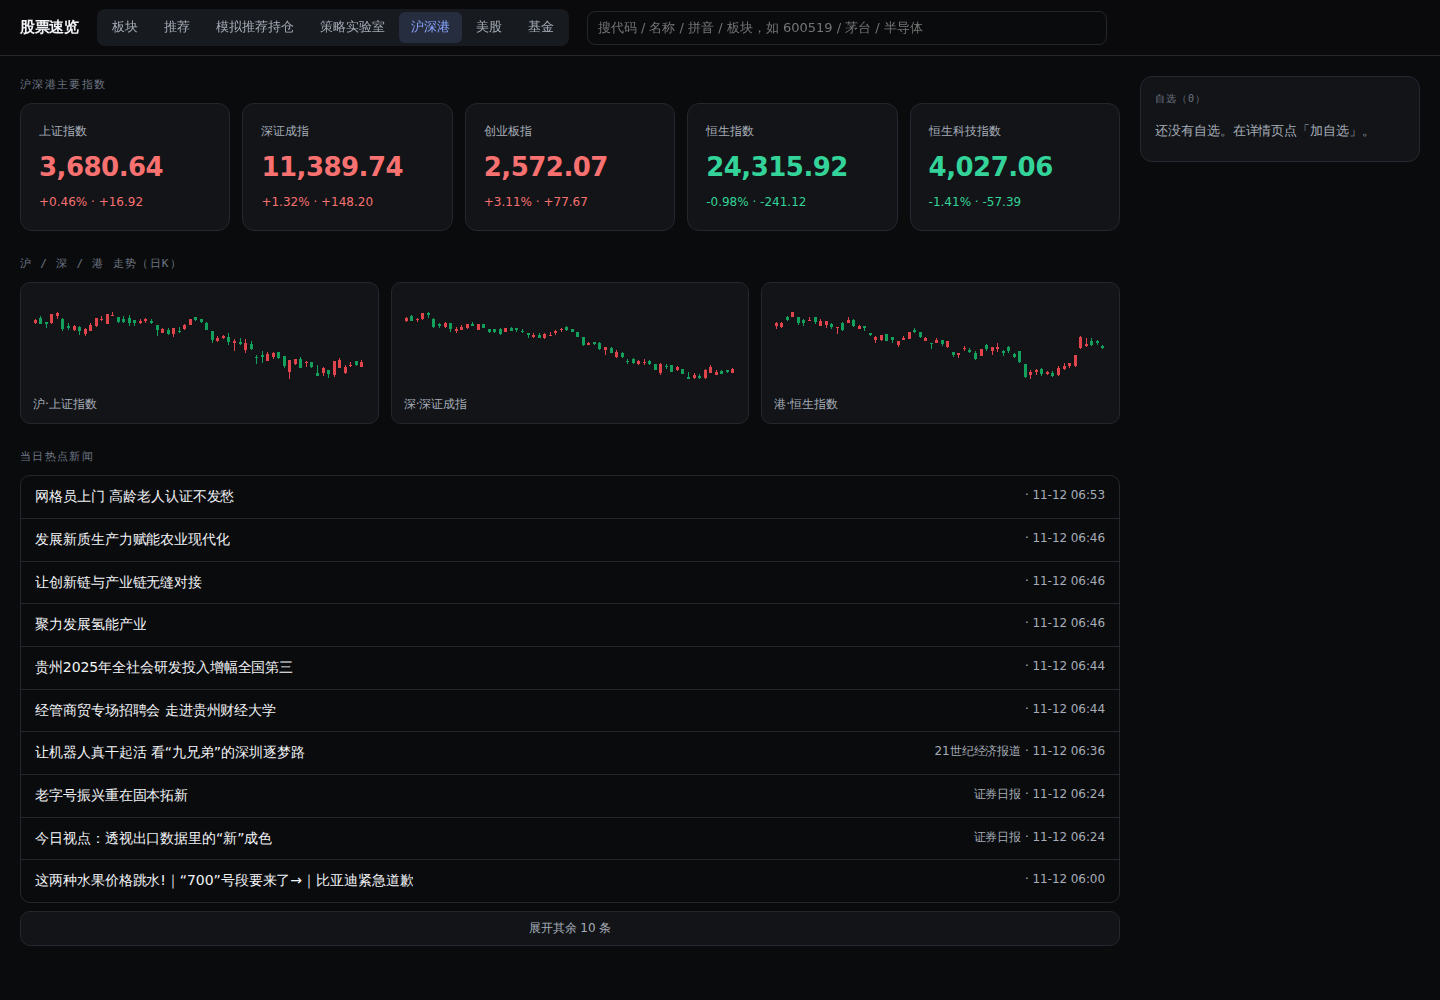 股票速览
板块 推荐 模拟推荐持仓 策略实验室 沪深港 美股 基金
搜代码 / 名称 / 拼音 / 板块，如 600519 / 茅台 / 半导体
沪深港主要指数
上证指数
3,680.64
+0.46% · +16.92
深证成指
11,389.74
+1.32% · +148.20
创业板指
2,572.07
+3.11% · +77.67
恒生指数
24,315.92
-0.98% · -241.12
恒生科技指数
4,027.06
-1.41% · -57.39
自选（0）
还没有自选。在详情页点「加自选」。
沪 / 深 / 港 走势（日K）
沪·上证指数
深·深证成指
港·恒生指数
当日热点新闻
网格员上门 高龄老人认证不发愁 · 11-12 06:53
发展新质生产力赋能农业现代化 · 11-12 06:46
让创新链与产业链无缝对接 · 11-12 06:46
聚力发展氢能产业 · 11-12 06:46
贵州2025年全社会研发投入增幅全国第三 · 11-12 06:44
经管商贸专场招聘会 走进贵州财经大学 · 11-12 06:44
让机器人真干起活 看“九兄弟”的深圳逐梦路 21世纪经济报道 · 11-12 06:36
老字号振兴重在固本拓新 证券日报 · 11-12 06:24
今日视点：透视出口数据里的“新”成色 证券日报 · 11-12 06:24
这两种水果价格跳水!｜“700”号段要来了→｜比亚迪紧急道歉 · 11-12 06:00
展开其余 10 条